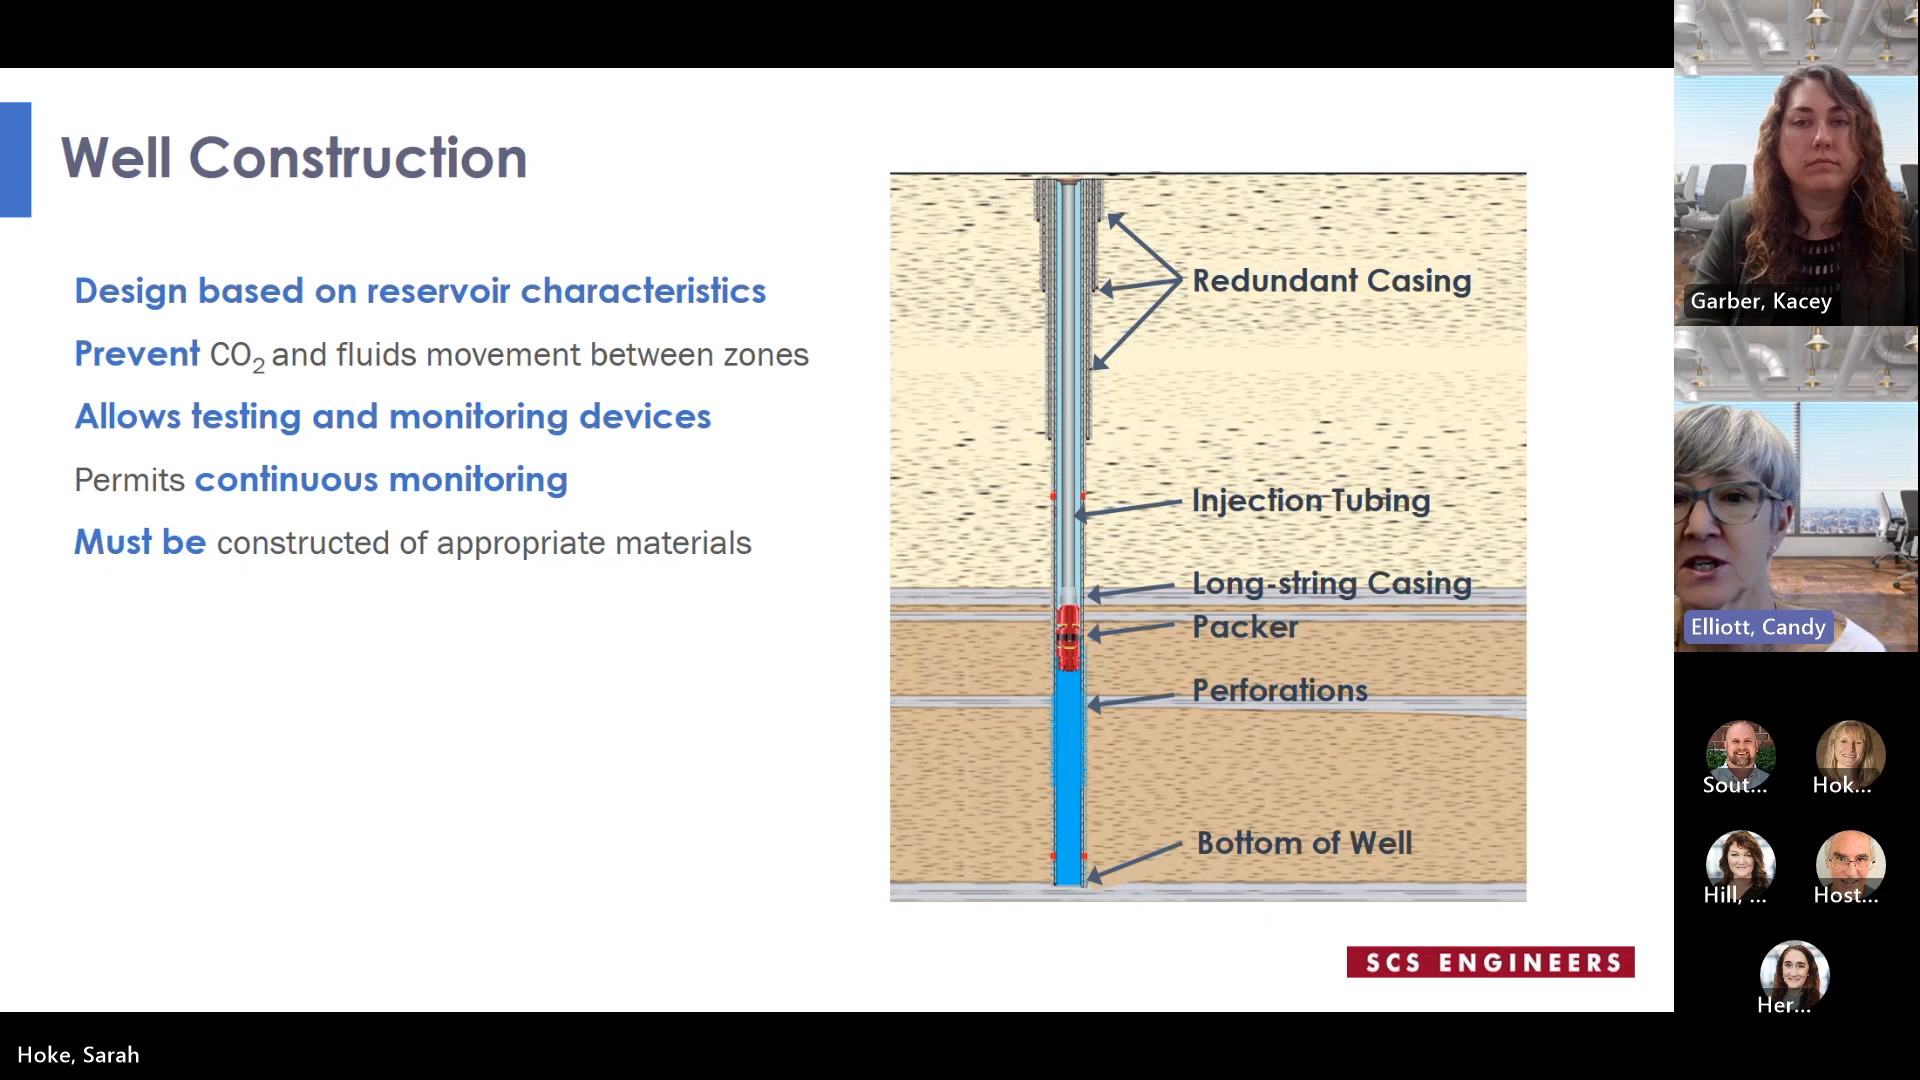 Well Construction
Design based on reservoir characteristics
Prevent CO2 and fluids movement between zones
Allows testing and monitoring devices
Permits continuous monitoring
Must be constructed of appropriate materials
Redundant Casing
Injection Tubing
Long-string Casing
Packer
Perforations
Bottom of Well
SCS ENGINEERS
Garber, Kacey
Elliott, Candy
Sout...
Hok...
Hill, ...
Host...
Her...
Hoke, Sarah